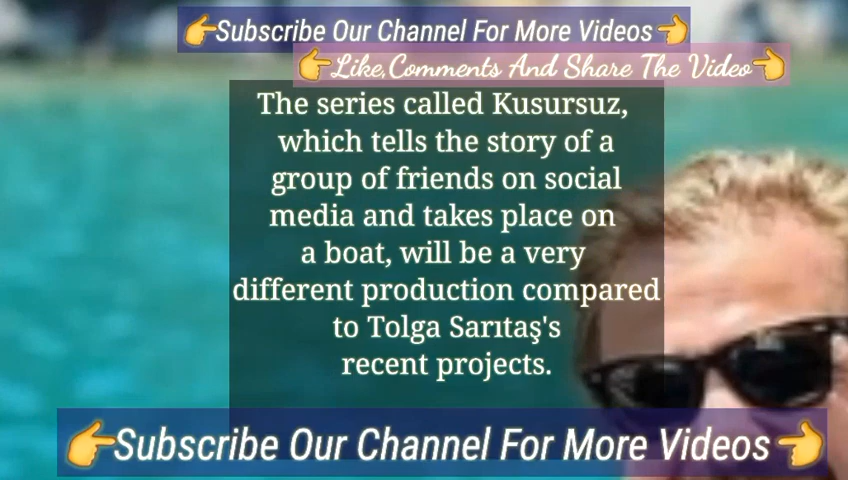 👉Subscribe Our Channel For More Videos👈
👉Like,Comments And Share The Video👈
The series called Kusursuz,
which tells the story of a
group of friends on social
media and takes place on
a boat, will be a very
different production compared
to Tolga Sarıtaş's
recent projects.
👉Subscribe Our Channel For More Videos👈